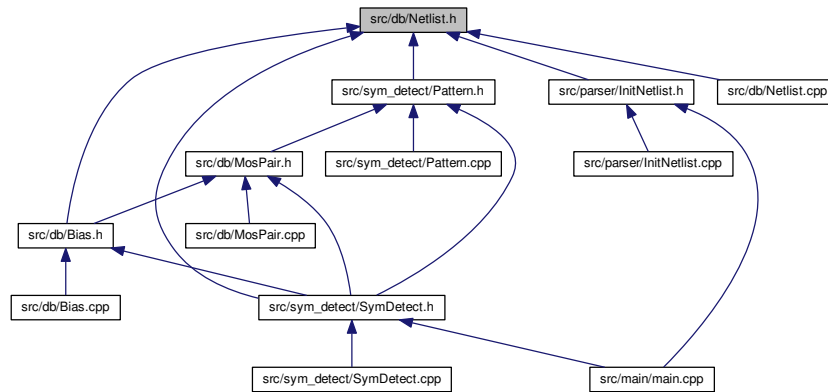 src/db/Netlist.h
src/sym_detect/Pattern.h
src/parser/InitNetlist.h
src/db/Netlist.cpp
src/db/MosPair.h
src/sym_detect/Pattern.cpp
src/parser/InitNetlist.cpp
src/db/Bias.h
src/db/MosPair.cpp
src/db/Bias.cpp
src/sym_detect/SymDetect.h
src/sym_detect/SymDetect.cpp
src/main/main.cpp